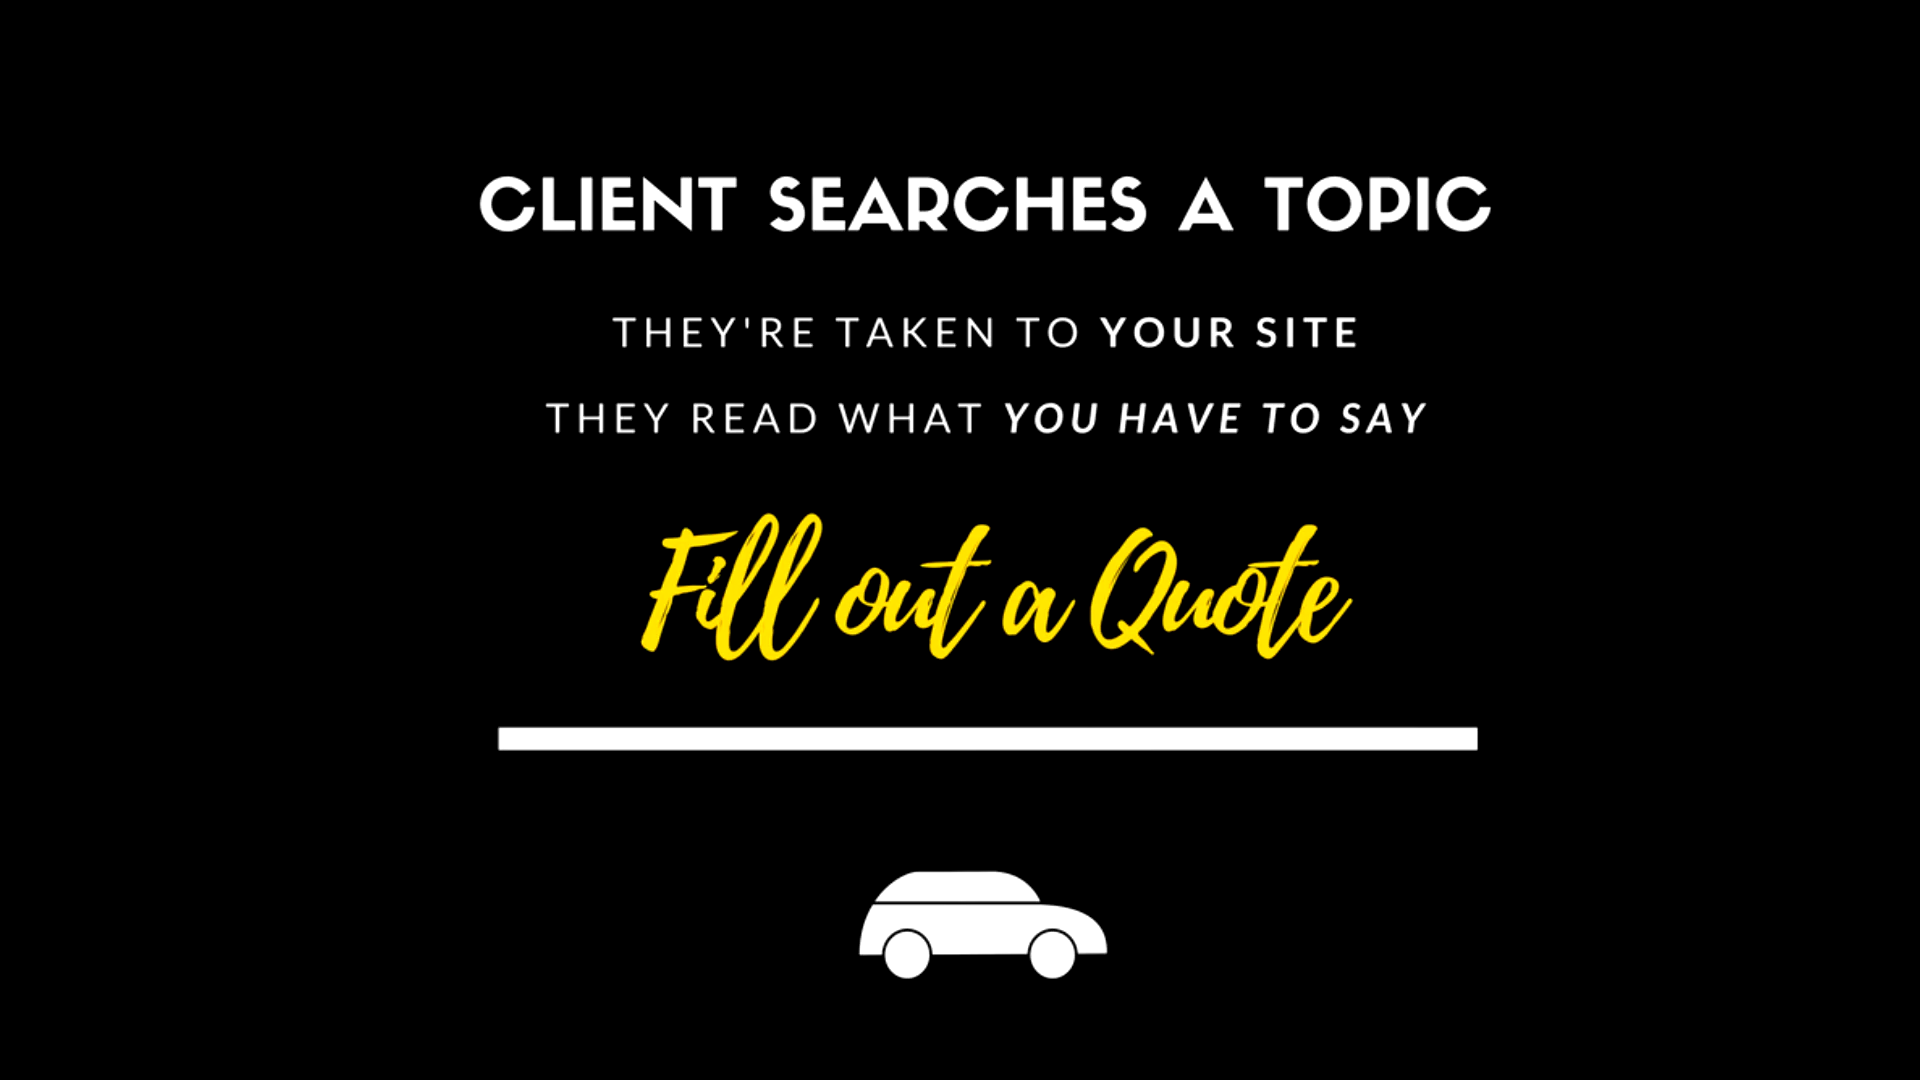 CLIENT SEARCHES A TOPIC
THEY'RE TAKEN TO YOUR SITE
THEY READ WHAT YOU HAVE TO SAY
Fill out a Quote